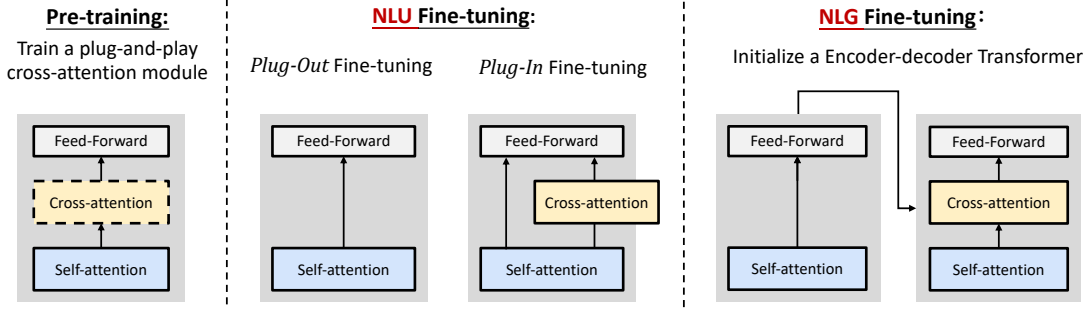 Pre-training:
Train a plug-and-play
cross-attention module
Feed-Forward
Cross-attention
Self-attention
NLU Fine-tuning:
Plug-Out Fine-tuning
Feed-Forward
Self-attention
Plug-In Fine-tuning
Feed-Forward
Cross-attention
Self-attention
NLG Fine-tuning:
Initialize a Encoder-decoder Transformer
Feed-Forward
Self-attention
Feed-Forward
Cross-attention
Self-attention